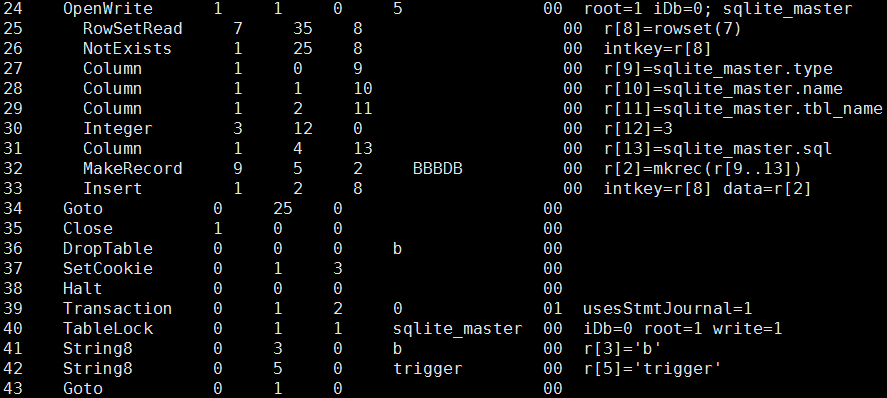 24 OpenWrite 1 1 0 5 00 root=1 iDb=0; sqlite_master
25 RowSetRead 7 35 8 00 r[8]=rowset(7)
26 NotExists 1 25 8 00 intkey=r[8]
27 Column 1 0 9 00 r[9]=sqlite_master.type
28 Column 1 1 10 00 r[10]=sqlite_master.name
29 Column 1 2 11 00 r[11]=sqlite_master.tbl_name
30 Integer 3 12 0 00 r[12]=3
31 Column 1 4 13 00 r[13]=sqlite_master.sql
32 MakeRecord 9 5 2 BBBDB 00 r[2]=mkrec(r[9..13])
33 Insert 1 2 8 00 intkey=r[8] data=r[2]
34 Goto 0 25 0 00
35 Close 1 0 0 00
36 DropTable 0 0 0 b 00
37 SetCookie 0 1 3 00
38 Halt 0 0 0 00
39 Transaction 0 1 2 0 01 usesStmtJournal=1
40 TableLock 0 1 1 sqlite_master 00 iDb=0 root=1 write=1
41 String8 0 3 0 b 00 r[3]='b'
42 String8 0 5 0 trigger 00 r[5]='trigger'
43 Goto 0 1 0 00